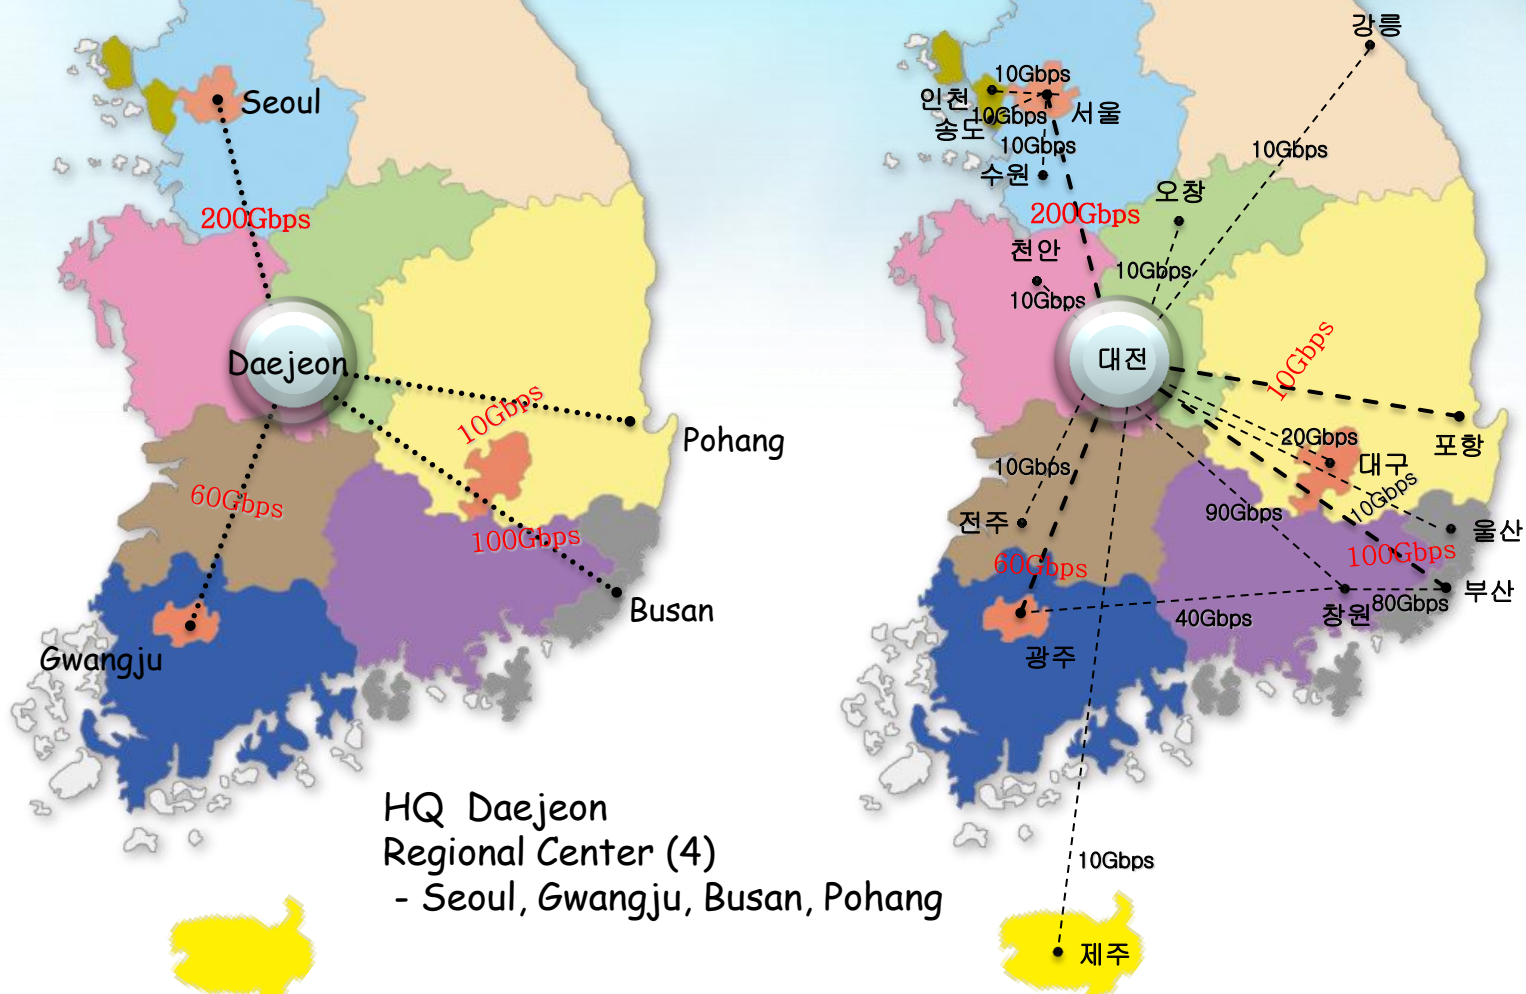 Seoul
200Gbps
Daejeon
10Gbps
Pohang
60Gbps
100Gbps
Busan
Gwangju
HQ  Daejeon
Regional Center (4)
- Seoul, Gwangju, Busan, Pohang
강릉
10Gbps
인천
10Gbps
서울
송도
10Gbps
수원
10Gbps
오창
200Gbps
천안
10Gbps
10Gbps
대전
10Gbps
20Gbps
포항
대구
10Gbps
10Gbps
90Gbps
전주
울산
60Gbps
100Gbps
부산
80Gbps
창원
40Gbps
광주
10Gbps
제주